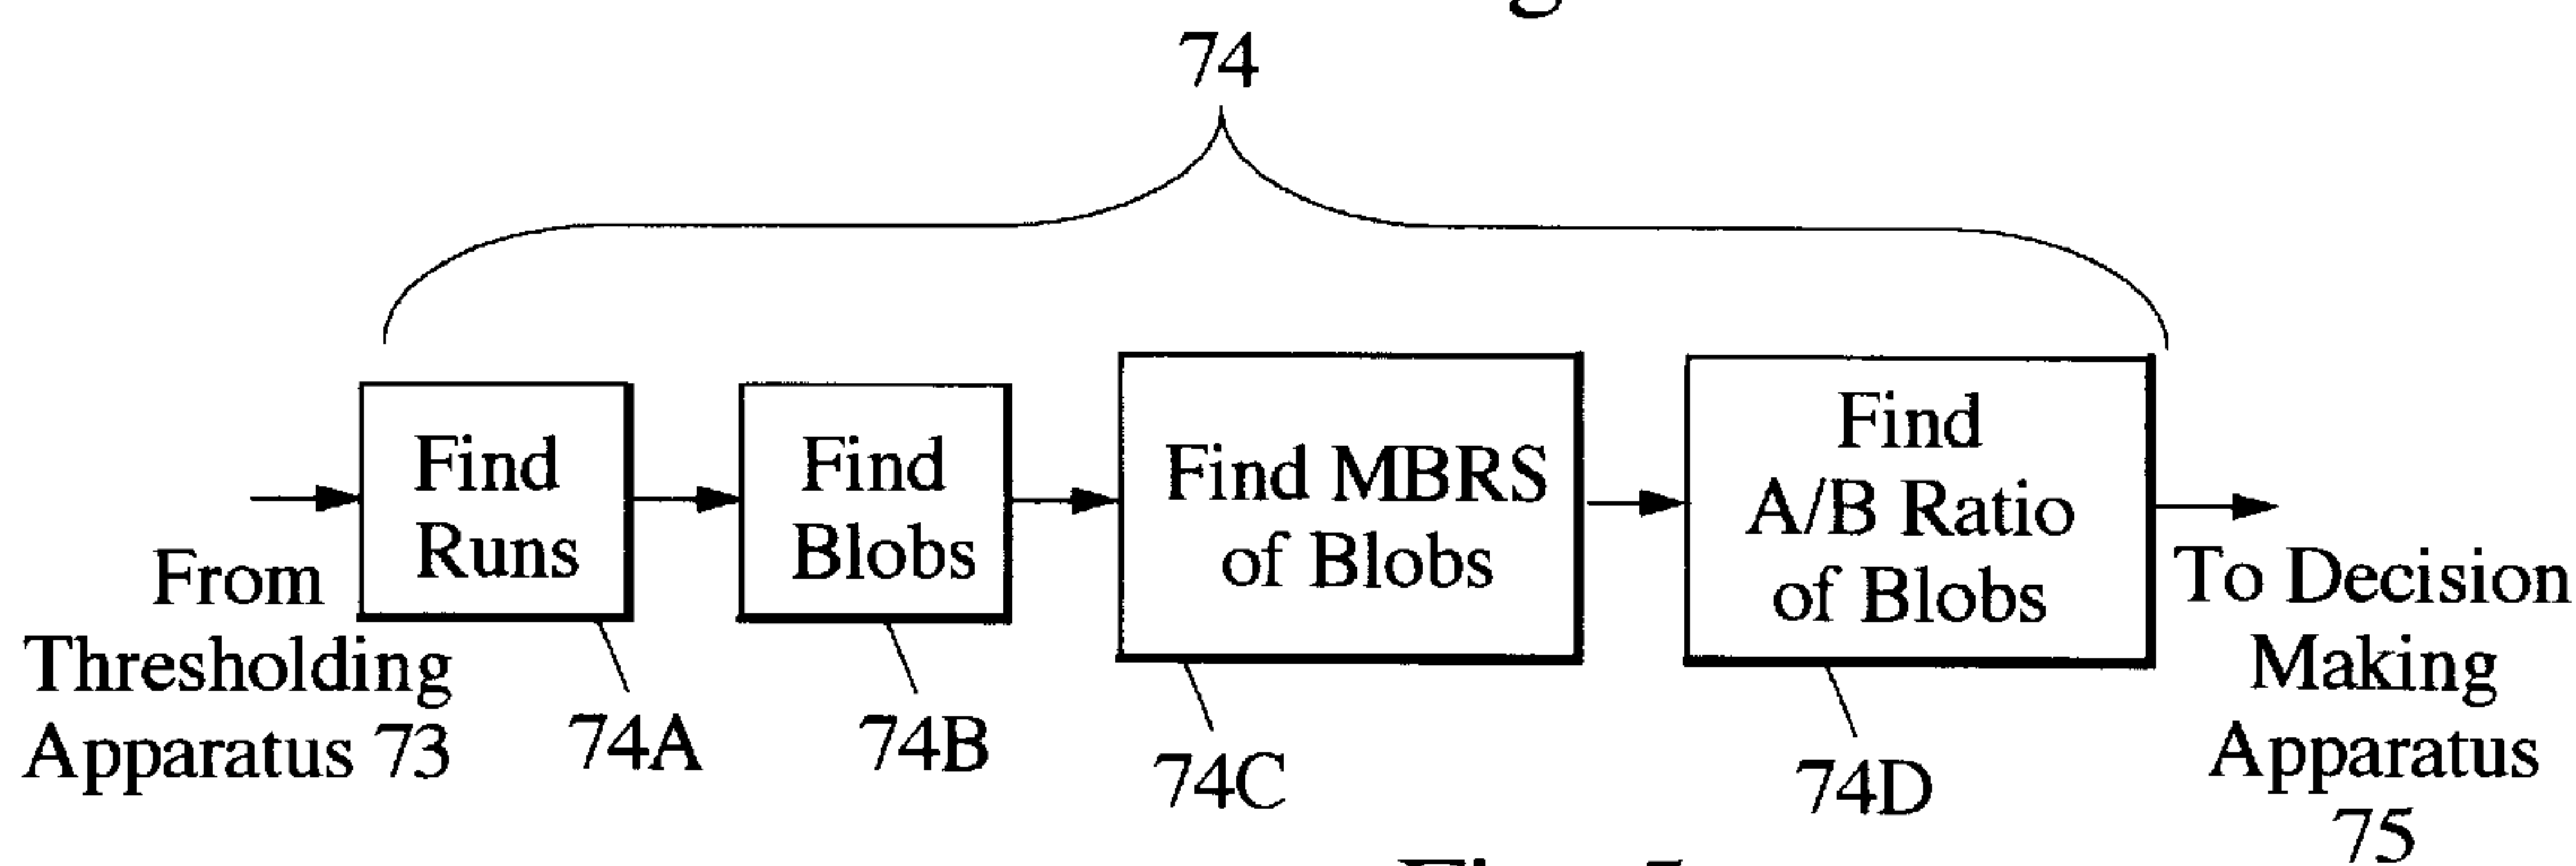 74
Find
Runs
Find
Blobs
Find MBRS
of Blobs
Find
A/B Ratio
of Blobs
From
Thresholding
Apparatus 73
To Decision
Making
Apparatus
75
74A
74B
74C
74D